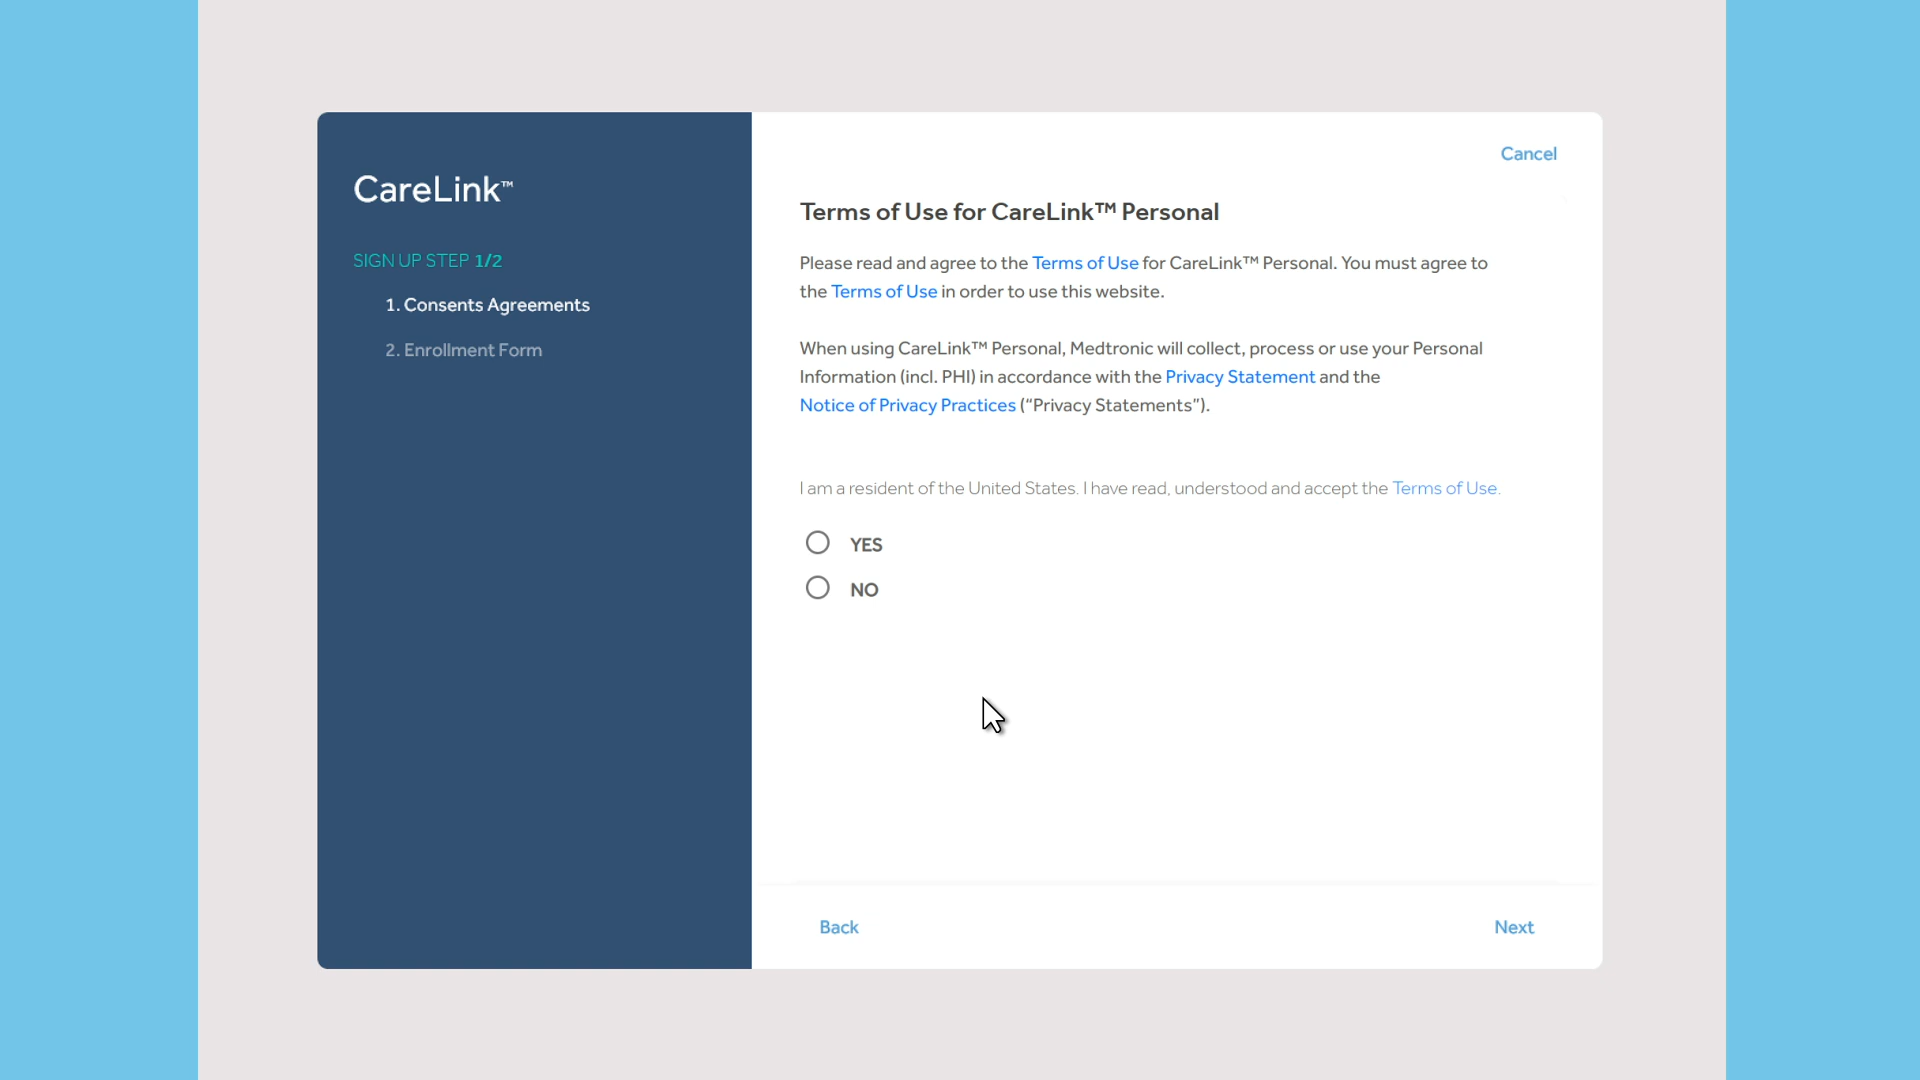 CareLink™
SIGN UP STEP 1/2
1. Consents Agreements
2. Enrollment Form
Cancel
Terms of Use for CareLink™ Personal
Please read and agree to the Terms of Use for CareLink™ Personal. You must agree to
the Terms of Use in order to use this website.
When using CareLink™ Personal, Medtronic will collect, process or use your Personal
Information (incl. PHI) in accordance with the Privacy Statement and the
Notice of Privacy Practices (“Privacy Statements”).
I am a resident of the United States. I have read, understood and accept the Terms of Use.
YES
NO
Back
Next